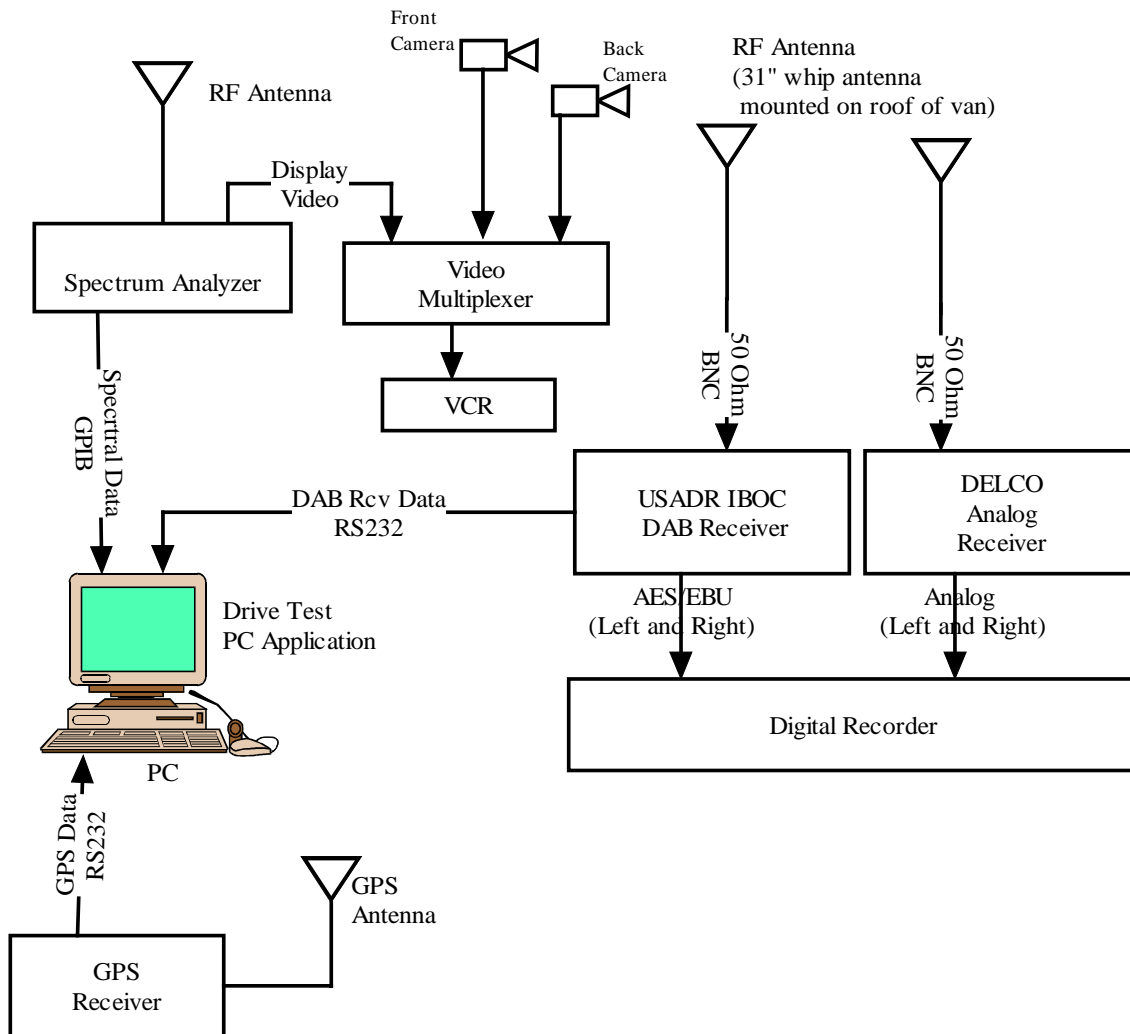 Front
Camera
Back
Camera
RF Antenna
(31" whip antenna
mounted on roof of van)
RF Antenna
Display
Video
Spectrum Analyzer
Video
Multiplexer
VCR
50 Ohm
BNC
50 Ohm
BNC
Specrtral Data
GPIB
DAB Rcv Data
RS232
USADR IBOC
DAB Receiver
DELCO
Analog
Receiver
AES/EBU
(Left and Right)
Analog
(Left and Right)
Drive Test
PC Application
Digital Recorder
PC
GPS Data
RS232
GPS
Antenna
GPS
Receiver